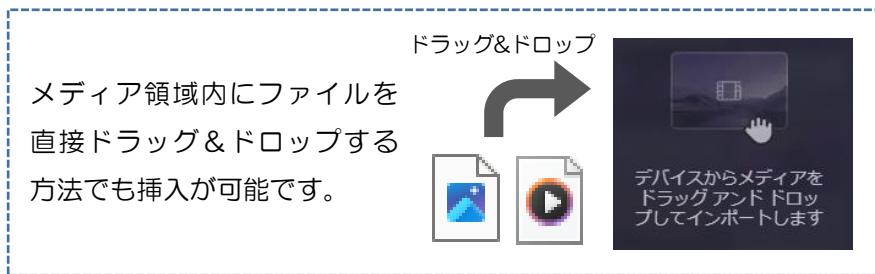 メディア領域内にファイルを
直接ドラッグ＆ドロップする
方法でも挿入が可能です。
ドラッグ&ドロップ
デバイスからメディアを
ドラッグ アンド ドロッ
プしてインポートします